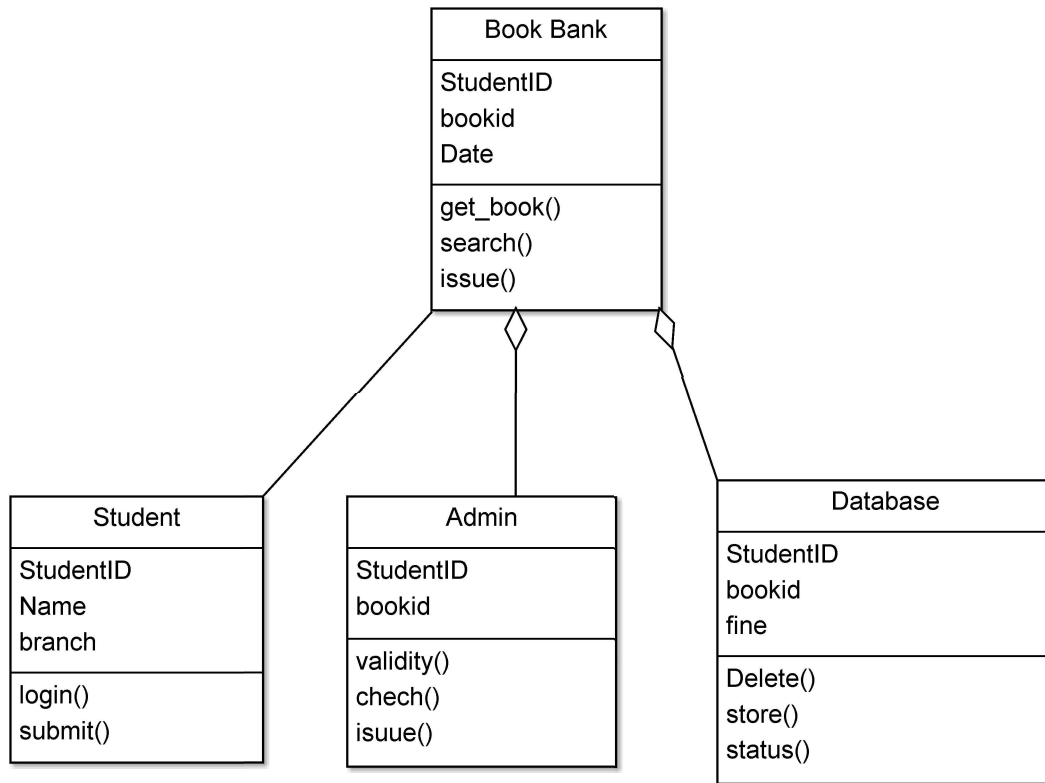 Book Bank
StudentID
bookid
Date
get_book()
search()
issue()
Student
StudentID
Name
branch
login()
submit()
Admin
StudentID
bookid
validity()
chech()
isuue()
Database
StudentID
bookid
fine
Delete()
store()
status()